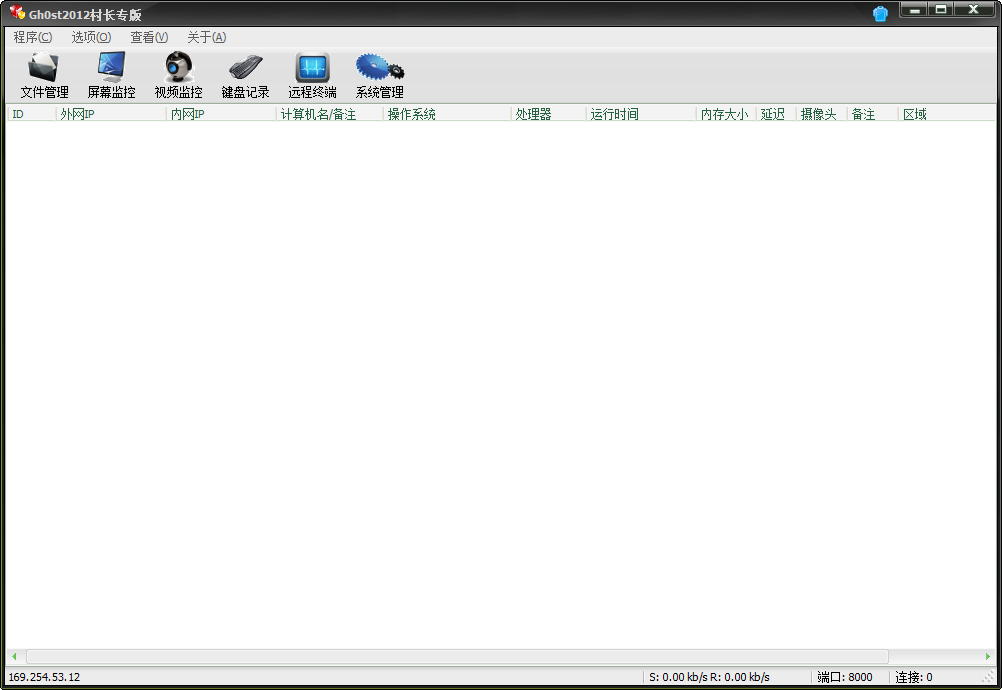 Gh0st2012村长专版
程序(C) 选项(O) 查看(V) 关于(A)
文件管理 屏幕监控 视频监控 键盘记录 远程终端 系统管理
ID 外网IP 内网IP 计算机名/备注 操作系统 处理器 运行时间 内存大小 延迟 摄像头 备注 区域
169.254.53.12 S: 0.00 kb/s R: 0.00 kb/s 端口: 8000 连接: 0